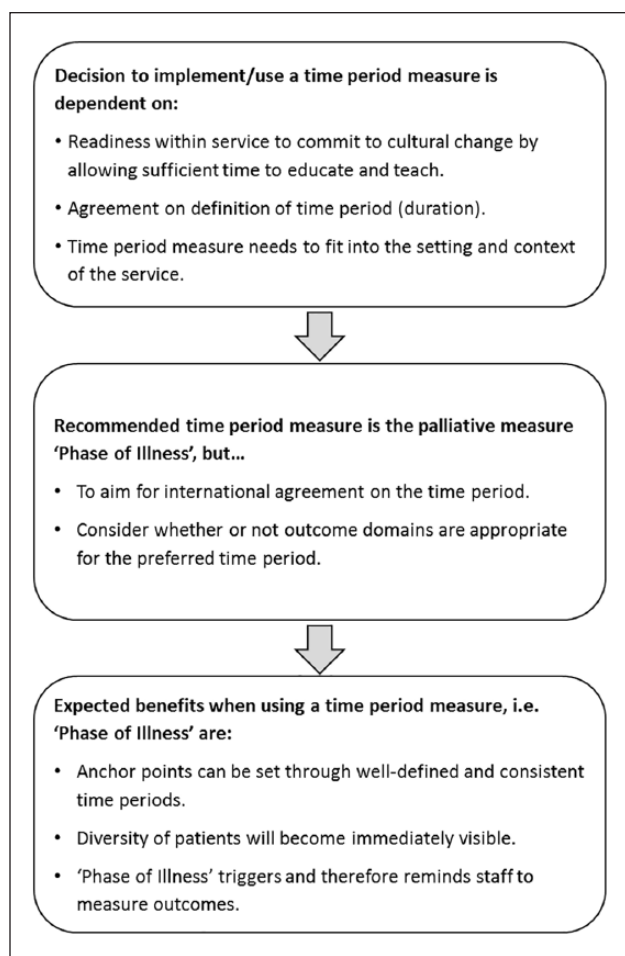 Decision to implement/use a time period measure is
dependent on:
• Readiness within service to commit to cultural change by
allowing sufficient time to educate and teach.
• Agreement on definition of time period (duration).
• Time period measure needs to fit into the setting and context
of the service.
Recommended time period measure is the palliative measure
‘Phase of Illness’, but…
• To aim for international agreement on the time period.
• Consider whether or not outcome domains are appropriate
for the preferred time period.
Expected benefits when using a time period measure, i.e.
‘Phase of Illness’ are:
• Anchor points can be set through well-defined and consistent
time periods.
• Diversity of patients will become immediately visible.
• ‘Phase of Illness’ triggers and therefore reminds staff to
measure outcomes.